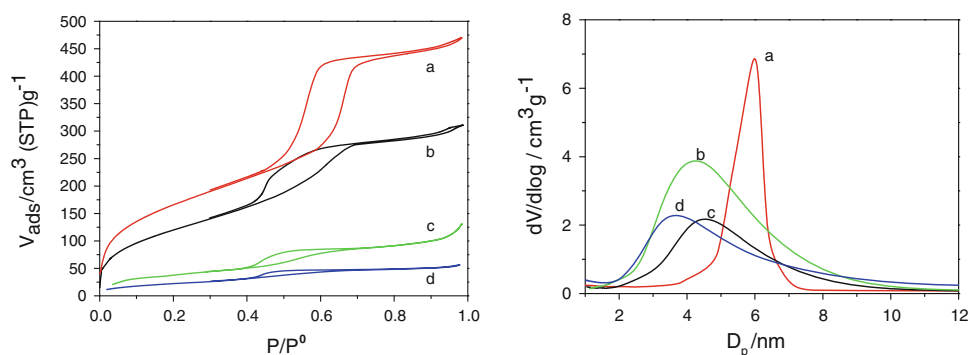 500
450
400
350
300
250
200
150
100
50
0
0.0 0.2 0.4 0.6 0.8 1.0
V_ads/cm³ (STP)g⁻¹
P/P⁰
a
b
c
d
8
6
4
2
0
2 4 6 8 10 12
dV/dlog / cm³g⁻¹
D_p /nm
a
b
d
c